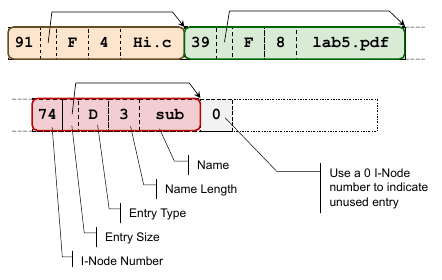 91 F 4 Hi.c 39 F 8 lab5.pdf
74 D 3 sub 0
Name
Name Length
Entry Type
Entry Size
I-Node Number
Use a 0 I-Node
number to indicate
unused entry